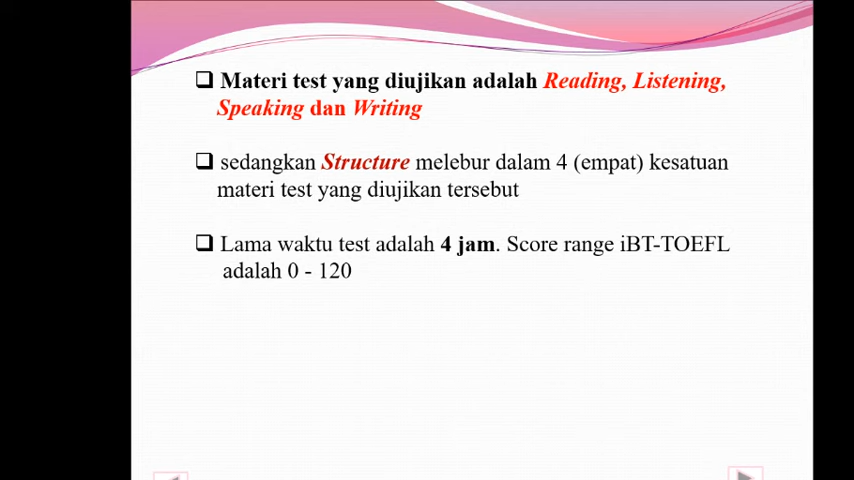 Materi test yang diujikan adalah Reading, Listening,
Speaking dan Writing
sedangkan Structure melebur dalam 4 (empat) kesatuan
materi test yang diujikan tersebut
Lama waktu test adalah 4 jam. Score range iBT-TOEFL
adalah 0 - 120